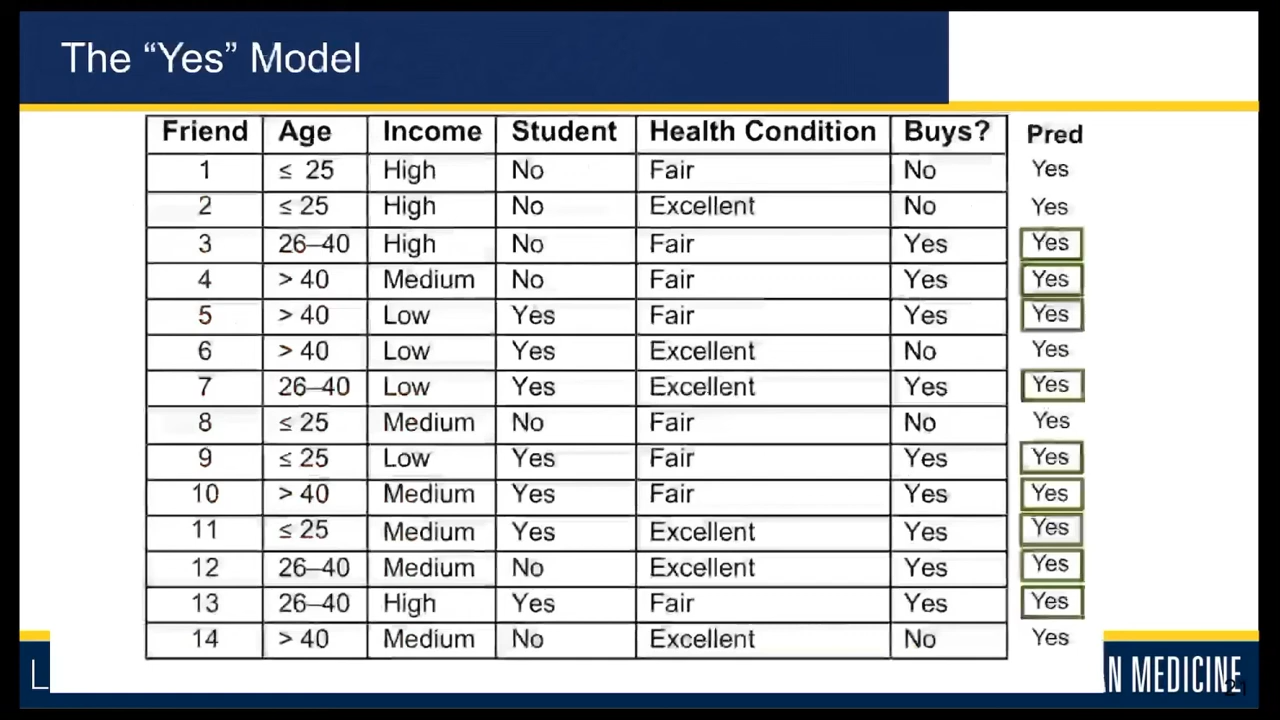 The “Yes” Model
Friend Age Income Student Health Condition Buys? Pred
1 ≤ 25 High No Fair No Yes
2 ≤ 25 High No Excellent No Yes
3 26–40 High No Fair Yes Yes
4 > 40 Medium No Fair Yes Yes
5 > 40 Low Yes Fair Yes Yes
6 > 40 Low Yes Excellent No Yes
7 26–40 Low Yes Excellent Yes Yes
8 ≤ 25 Medium No Fair No Yes
9 ≤ 25 Low Yes Fair Yes Yes
10 > 40 Medium Yes Fair Yes Yes
11 ≤ 25 Medium Yes Excellent Yes Yes
12 26–40 Medium No Excellent Yes Yes
13 26–40 High Yes Fair Yes Yes
14 > 40 Medium No Excellent No Yes
L N MEDICINE